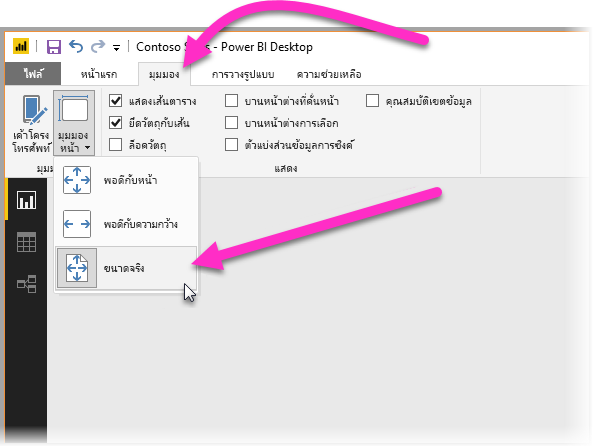 Contoso S s - Power BI Desktop
ไฟล์ หน้าแรก มุมมอง การวางรูปแบบ ความช่วยเหลือ
เค้าโครง
โทรศัพท์
มุมมอง
หน้า
แสดงเส้นตาราง
ยึดวัตถุกับเส้น
ล็อควัตถุ
บานหน้าต่างที่คั่นหน้า
บานหน้าต่างการเลือก
ตัวแบ่งส่วนข้อมูลการซิงค์
คุณสมบัติเขตข้อมูล
แสดง
พอดีกับหน้า
พอดีกับความกว้าง
ขนาดจริง